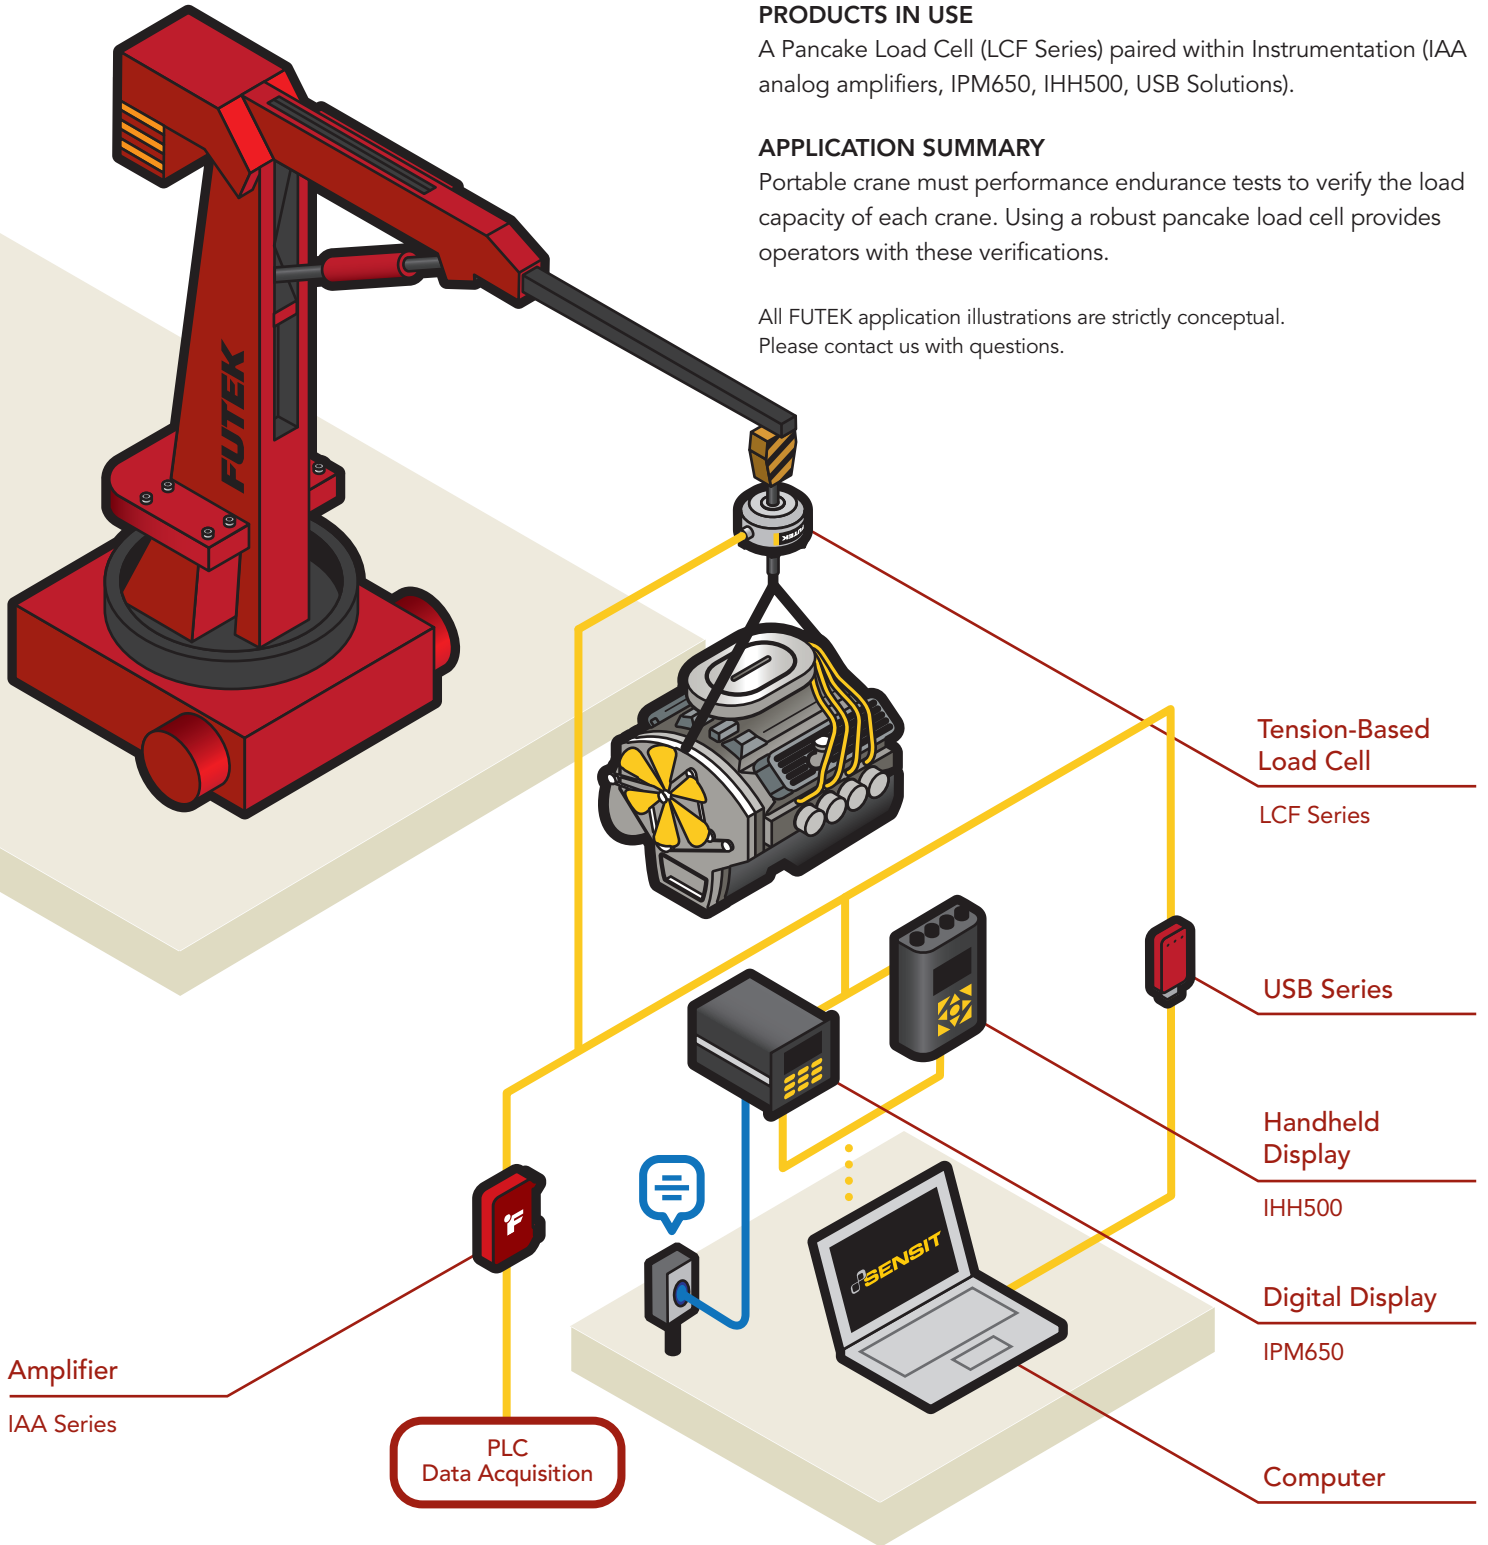 PRODUCTS IN USE
A Pancake Load Cell (LCF Series) paired within Instrumentation (IAA
analog amplifiers, IPM650, IHH500, USB Solutions).
APPLICATION SUMMARY
Portable crane must performance endurance tests to verify the load
capacity of each crane. Using a robust pancake load cell provides
operators with these verifications.
All FUTEK application illustrations are strictly conceptual.
Please contact us with questions.
FUTEK
FUTEK
Tension-Based
Load Cell
LCF Series
USB Series
Handheld
Display
IHH500
SENSIT
Digital Display
IPM650
Amplifier
IAA Series
PLC
Data Acquisition
Computer